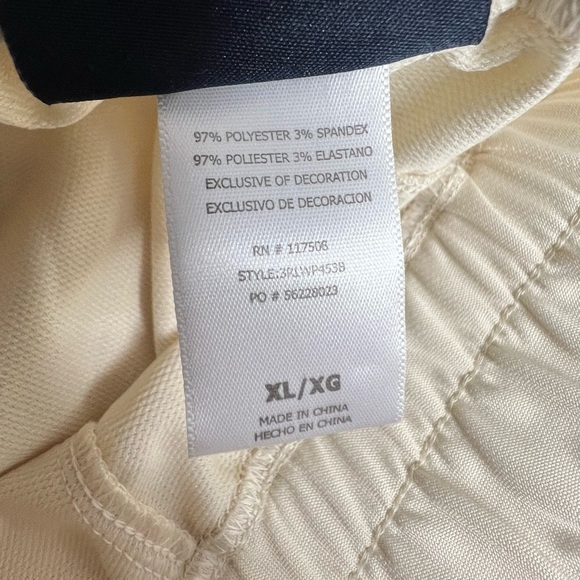 97% POLYESTER 3% SPANDEX
97% POLIESTER 3% ELASTANO
EXCLUSIVE OF DECORATION
EXCLUSIVO DE DECORACION
RN # 117508
STYLE:3RLWP453B
PO # 56228023
XL/XG
MADE IN CHINA
HECHO EN CHINA